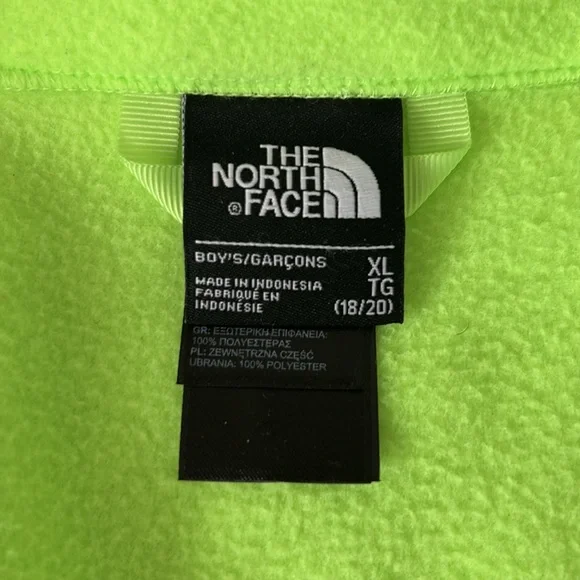 THE
NORTH
® FACE
BOY'S/GARÇONS XL
TG
MADE IN INDONESIA
FABRIQUÉ EN
INDONÉSIE (18/20)
GR: ΕΞΩΤΕΡΙΚΗ ΕΠΙΦΑΝΕΙΑ:
100% ΠΟΛΥΕΣΤΕΡΑΣ
PL: ZEWNĘTRZNA CZĘŚĆ
UBRANIA: 100% POLYESTER